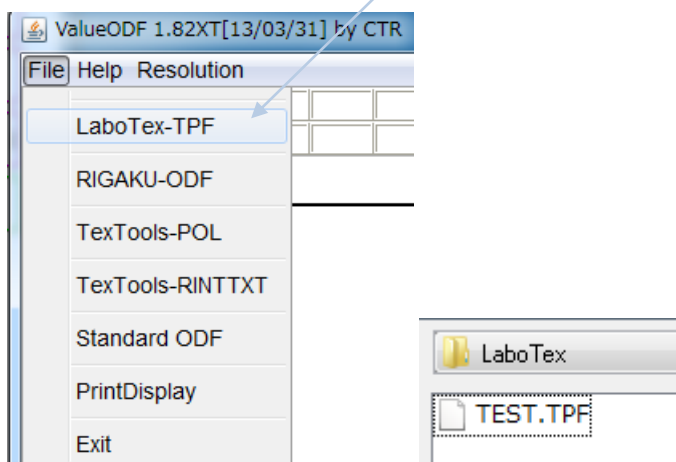 ValueODF 1.82XT[13/03/31] by CTR
File Help Resolution
LaboTex-TPF
RIGAKU-ODF
TexTools-POL
TexTools-RINTTXT
Standard ODF
PrintDisplay
Exit
LaboTex
TEST.TPF